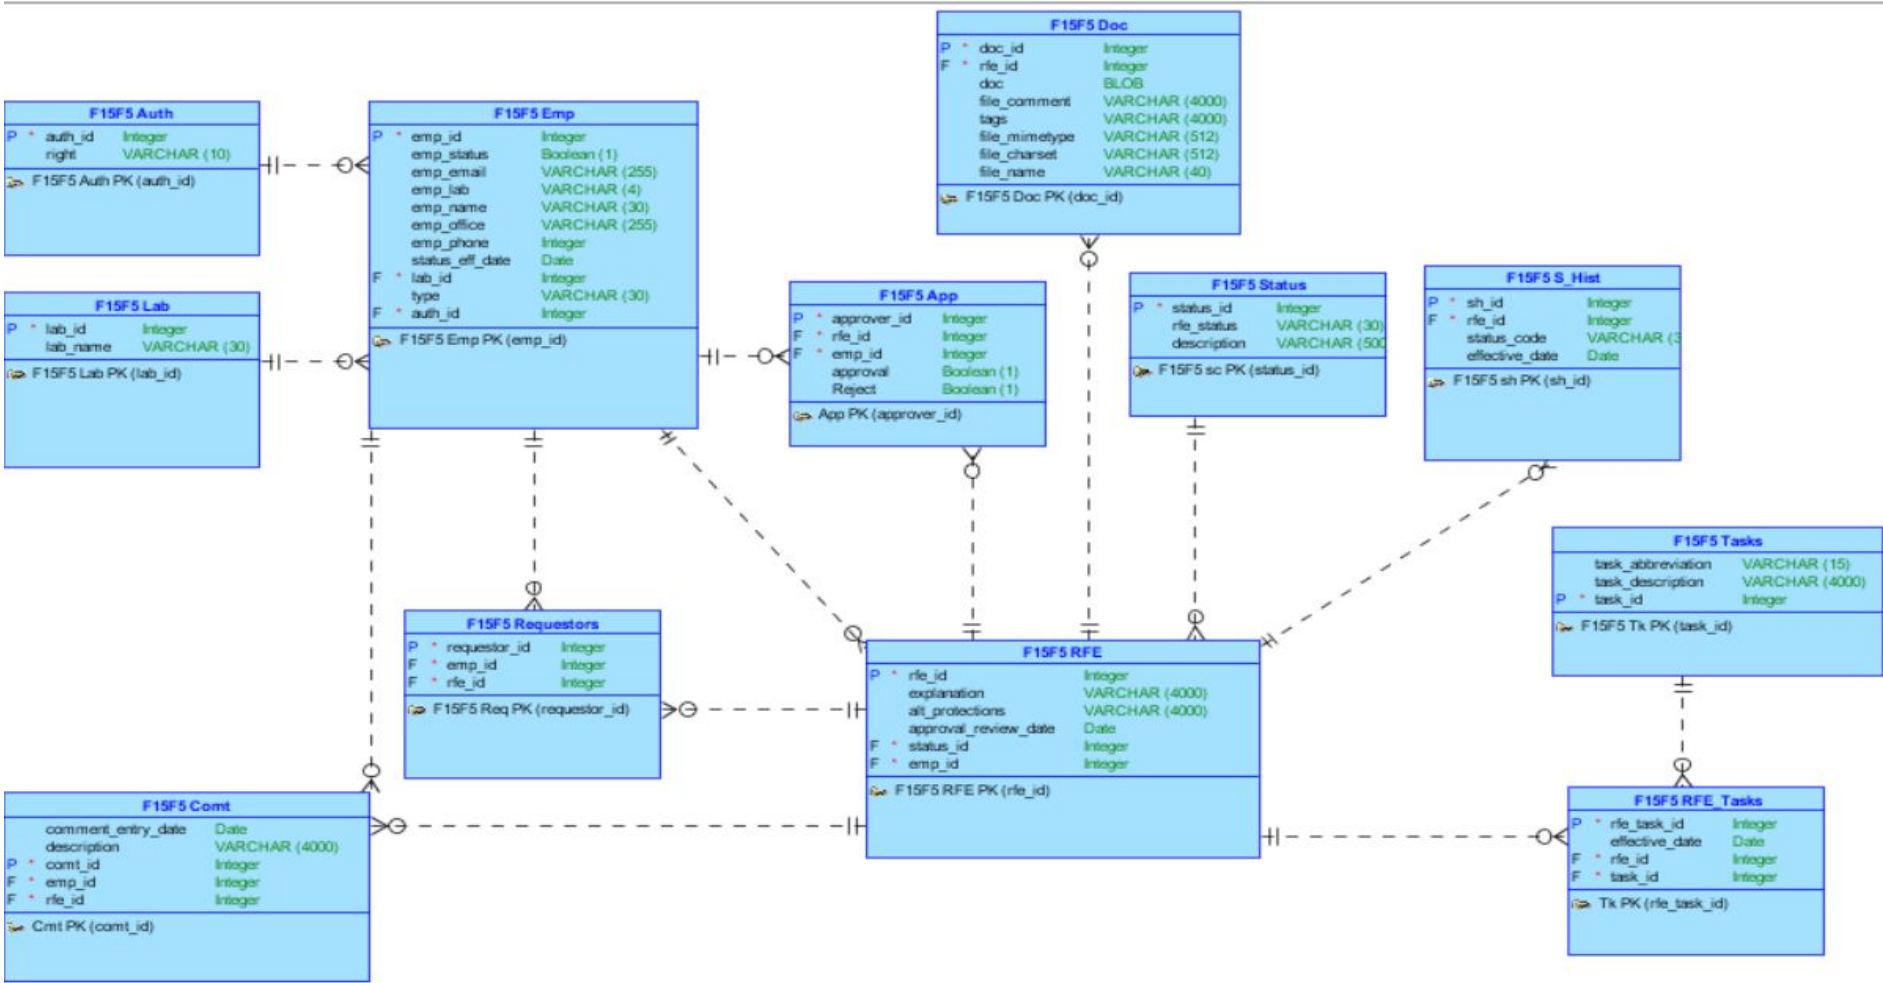 F15F5 Doc
P * doc_id Integer
F * rfe_id Integer
doc BLOB
file_comment VARCHAR (4000)
tags VARCHAR (4000)
file_mimetype VARCHAR (512)
file_charset VARCHAR (512)
file_name VARCHAR (40)
F15F5 Doc PK (doc_id)
F15F5 Auth
P * auth_id Integer
right VARCHAR (10)
F15F5 Auth PK (auth_id)
F15F5 Emp
P * emp_id Integer
emp_status Boolean (1)
emp_email VARCHAR (255)
emp_lab VARCHAR (4)
emp_name VARCHAR (30)
emp_office VARCHAR (255)
emp_phone Integer
status_eff_date Date
F * lab_id Integer
type VARCHAR (30)
F * auth_id Integer
F15F5 Emp PK (emp_id)
F15F5 Lab
P * lab_id Integer
lab_name VARCHAR (30)
F15F5 Lab PK (lab_id)
F15F5 App
P * approver_id Integer
F * rfe_id Integer
F * emp_id Integer
approval Boolean (1)
Reject Boolean (1)
App PK (approver_id)
F15F5 Status
P * status_id Integer
rfe_status VARCHAR (30)
description VARCHAR (500
F15F5 sc PK (status_id)
F15F5 S_Hist
P * sh_id Integer
F * rfe_id Integer
status_code VARCHAR (3
effective_date Date
F15F5 sh PK (sh_id)
F15F5 Tasks
task_abbreviation VARCHAR (15)
task_description VARCHAR (4000)
P * task_id Integer
F15F5 Tk PK (task_id)
F15F5 Requestors
P * requestor_id Integer
F * emp_id Integer
F * rfe_id Integer
F15F5 Req PK (requestor_id)
F15F5 RFE
P * rfe_id Integer
explanation VARCHAR (4000)
alt_protections VARCHAR (4000)
approval_review_date Date
F * status_id Integer
F * emp_id Integer
F15F5 RFE PK (rfe_id)
F15F5 Comt
comment_entry_date Date
description VARCHAR (4000)
P * comt_id Integer
F * emp_id Integer
F * rfe_id Integer
Cmt PK (comt_id)
F15F5 RFE_Tasks
P * rfe_task_id Integer
effective_date Date
F * rfe_id Integer
F * task_id Integer
Tk PK (rfe_task_id)